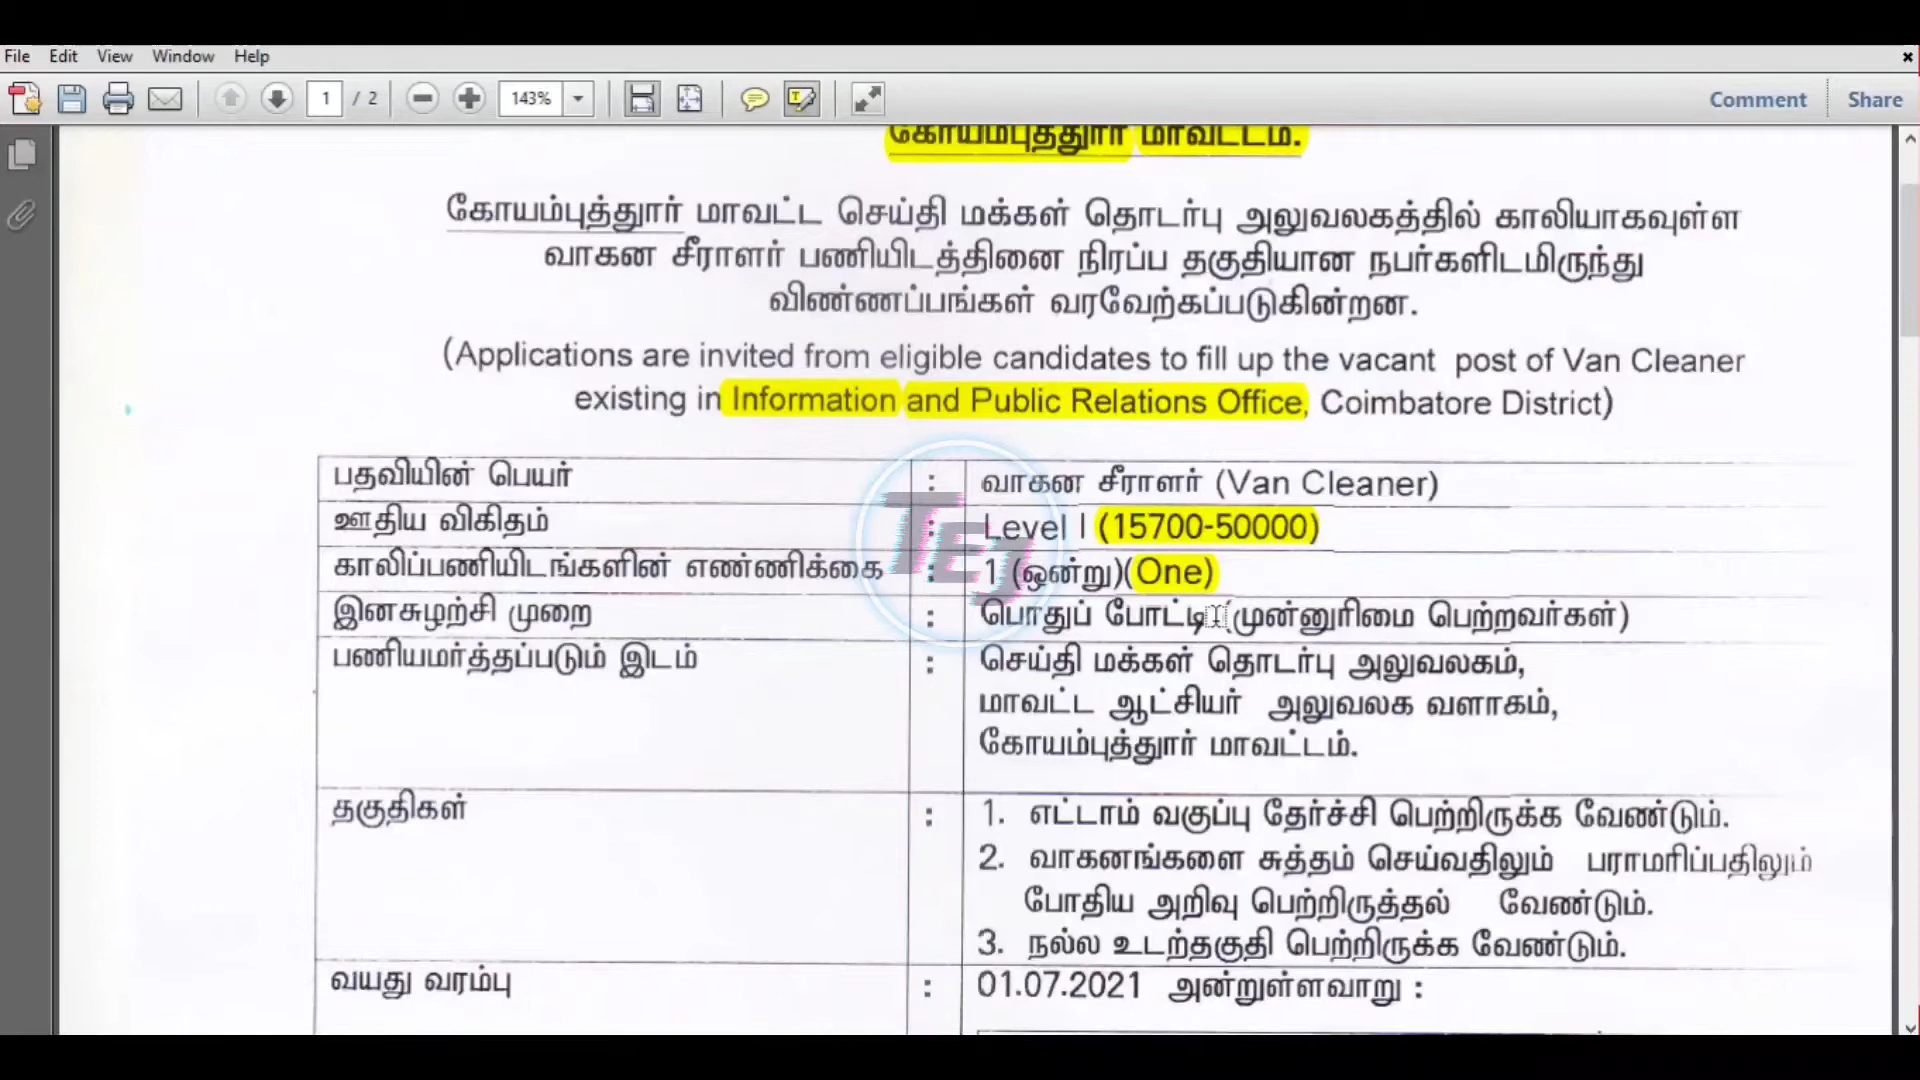 File Edit View Window Help
1 / 2 143% Comment Share
கோயம்புத்தூர் மாவட்டம்.
கோயம்புத்தூர் மாவட்ட செய்தி மக்கள் தொடர்பு அலுவலகத்தில் காலியாகவுள்ள
வாகன சீராளர் பணியிடத்தினை நிரப்ப தகுதியான நபர்களிடமிருந்து
விண்ணப்பங்கள் வரவேற்கப்படுகின்றன.
(Applications are invited from eligible candidates to fill up the vacant post of Van Cleaner
existing in Information and Public Relations Office, Coimbatore District)
பதவியின் பெயர் : வாகன சீராளர் (Van Cleaner)
ஊதிய விகிதம் : Level I (15700-50000)
காலிப்பணியிடங்களின் எண்ணிக்கை : 1 (ஒன்று)(One)
இனசுழற்சி முறை : பொதுப் போட்டி (முன்னுரிமை பெற்றவர்கள்)
பணியமர்த்தப்படும் இடம் : செய்தி மக்கள் தொடர்பு அலுவலகம்,
மாவட்ட ஆட்சியர் அலுவலக வளாகம்,
கோயம்புத்தூர் மாவட்டம்.
தகுதிகள் : 1. எட்டாம் வகுப்பு தேர்ச்சி பெற்றிருக்க வேண்டும்.
2. வாகனங்களை சுத்தம் செய்வதிலும் பராமரிப்பதிலும்
போதிய அறிவு பெற்றிருத்தல் வேண்டும்.
3. நல்ல உடற்தகுதி பெற்றிருக்க வேண்டும்.
வயது வரம்பு : 01.07.2021 அன்றுள்ளவாறு :
TEJ